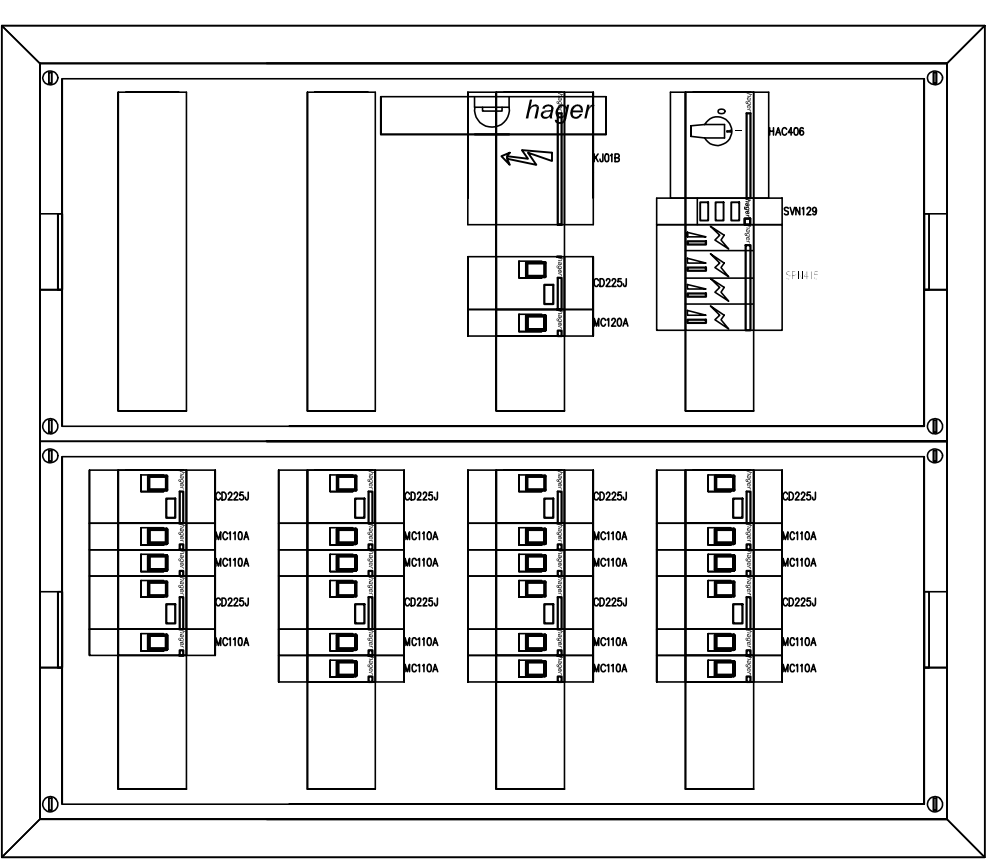 hager
HAC406
KJ01B
SVN129
CD225J
MC120A
CD225J CD225J CD225J CD225J
MC110A MC110A MC110A MC110A
MC110A MC110A MC110A MC110A
CD225J CD225J CD225J CD225J
MC110A MC110A MC110A MC110A
MC110A MC110A MC110A